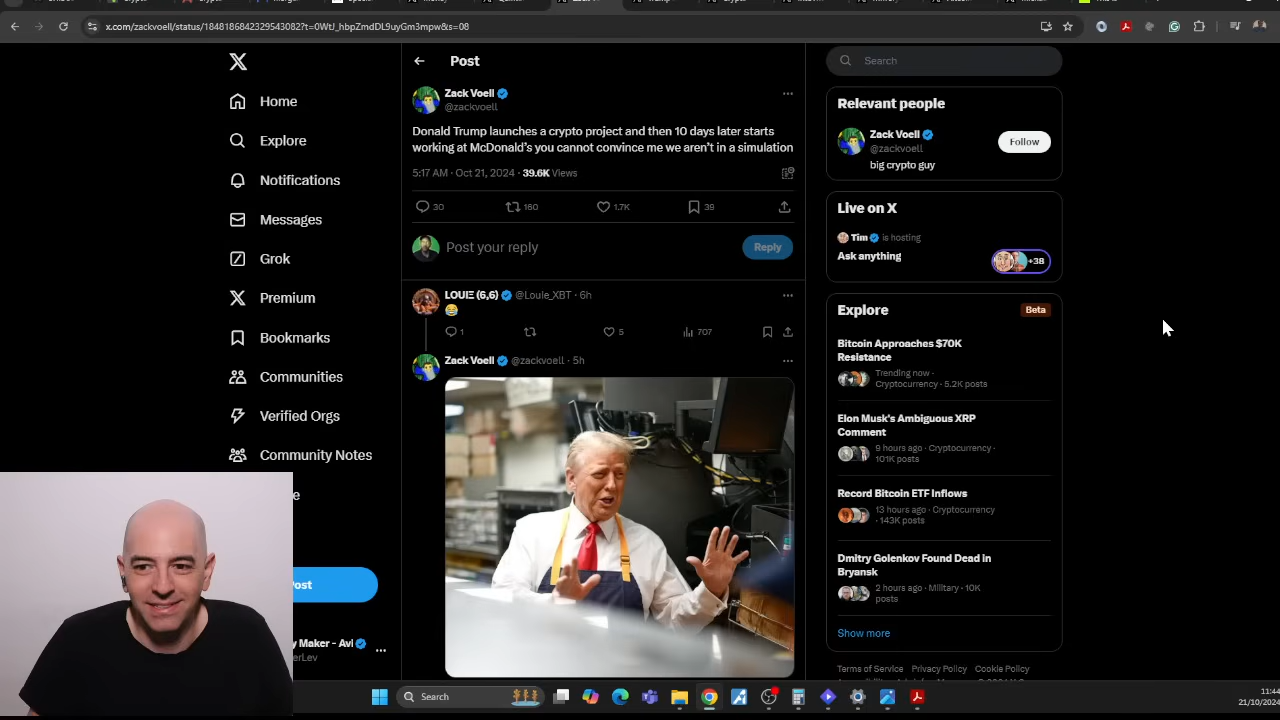 x.com/zackvoell/status/1848186842329543082?t=0WtJ_hbpZmdDL9uyGm3mpw&s=08
Home
Explore
Notifications
Messages
Grok
Premium
Bookmarks
Communities
Verified Orgs
Community Notes
Maker - Avi
erLev
Post
Zack Voell
@zackvoell
Donald Trump launches a crypto project and then 10 days later starts
working at McDonald's you cannot convince me we aren't in a simulation
5:17 AM · Oct 21, 2024 · 39.6K Views
30 160 1.7K 39
Post your reply
Reply
LOUIΞ (6,6) @Louie_XBT · 6h
1 5 707
Zack Voell @zackvoell · 5h
Search
Relevant people
Zack Voell
@zackvoell
Follow
big crypto guy
Live on X
Tim is hosting
Ask anything
+38
Explore
Beta
Bitcoin Approaches $70K
Resistance
Trending now ·
Cryptocurrency · 5.2K posts
Elon Musk's Ambiguous XRP
Comment
9 hours ago · Cryptocurrency ·
101K posts
Record Bitcoin ETF Inflows
13 hours ago · Cryptocurrency
· 143K posts
Dmitry Golenkov Found Dead in
Bryansk
2 hours ago · Military · 10K
posts
Show more
Terms of Service Privacy Policy Cookie Policy
Search
11:44
21/10/2024